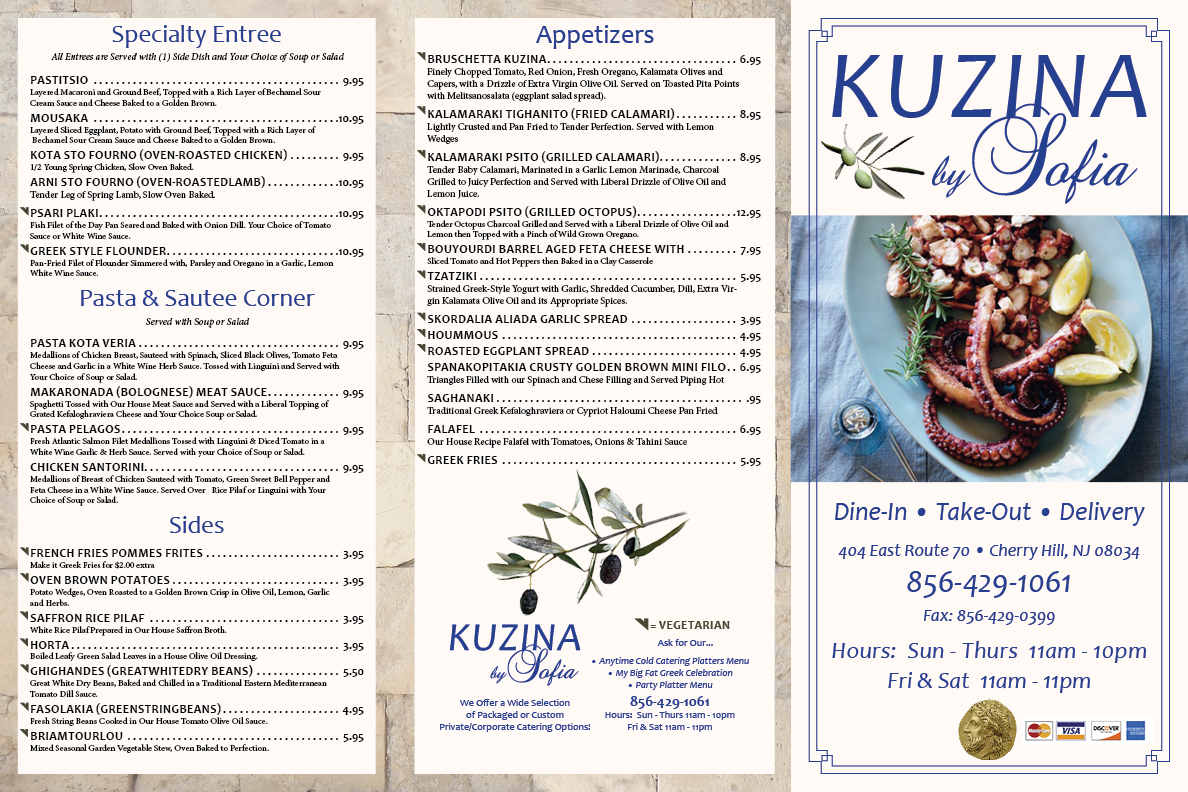 Specialty Entree
All Entrees are Served with (1) Side Dish and Your Choice of Soup or Salad
PASTITSIO 9.95
Layered Macaroni and Ground Beef, Topped with a Rich Layer of Bechamel Sour
Cream Sauce and Cheese Baked to a Golden Brown.
MOUSAKA 10.95
Layered Sliced Eggplant, Potato with Ground Beef, Topped with a Rich Layer of
Bechamel Sour Cream Sauce and Cheese Baked to a Golden Brown.
KOTA STO FOURNO (OVEN-ROASTED CHICKEN) 9.95
1/2 Young Spring Chicken, Slow Oven Baked.
ARNI STO FOURNO (OVEN-ROASTEDLAMB) 10.95
Tender Leg of Spring Lamb, Slow Oven Baked.
PSARI PLAKI. 10.95
Fish Filet of the Day Pan Seared and Baked with Onion Dill. Your Choice of Tomato
Sauce or White Wine Sauce.
GREEK STYLE FLOUNDER. 10.95
Pan-Fried Filet of Flounder Simmered with, Parsley and Oregano in a Garlic, Lemon
White Wine Sauce.
Pasta & Sautee Corner
Served with Soup or Salad
PASTA KOTA VERIA 9.95
Medallions of Chicken Breast, Sauteed with Spinach, Sliced Black Olives, Tomato Feta
Cheese and Garlic in a White Wine Herb Sauce. Tossed with Linguini and Served with
Your Choice of Soup or Salad.
MAKARONADA (BOLOGNESE) MEAT SAUCE. 9.95
Spaghetti Tossed with Our House Meat Sauce and Served with a Liberal Topping of
Grated Kefaloghraviera Cheese and Your Choice Soup or Salad.
PASTA PELAGOS. 9.95
Fresh Atlantic Salmon Filet Medallions Tossed with Linguini & Diced Tomato in a
White Wine Garlic & Herb Sauce. Served with your Choice of Soup or Salad.
CHICKEN SANTORINI. 9.95
Medallions of Breast of Chicken Sauteed with Tomato, Green Sweet Bell Pepper and
Feta Cheese in a White Wine Sauce. Served Over Rice Pilaf or Linguini with Your
Choice of Soup or Salad.
Sides
FRENCH FRIES POMMES FRITES 3.95
Make it Greek Fries for $2.00 extra
OVEN BROWN POTATOES 3.95
Potato Wedges, Oven Roasted to a Golden Brown Crisp in Olive Oil, Lemon, Garlic
and Herbs.
SAFFRON RICE PILAF 3.95
White Rice Pilaf Prepared in Our House Saffron Broth.
HORTA 3.95
Boiled Leafy Green Salad Leaves in a House Olive Oil Dressing.
GHIGHANDES (GREATWHITEDRY BEANS) 5.50
Great White Dry Beans, Baked and Chilled in a Traditional Eastern Mediterranean
Tomato Dill Sauce.
FASOLAKIA (GREENSTRINGBEANS) 4.95
Fresh String Beans Cooked in Our House Tomato Olive Oil Sauce.
BRIAMTOURLOU 5.95
Mixed Seasonal Garden Vegetable Stew, Oven Baked to Perfection.
Appetizers
BRUSCHETTA KUZINA. 6.95
Finely Chopped Tomato, Red Onion, Fresh Oregano, Kalamata Olives and
Capers, with a Drizzle of Extra Virgin Olive Oil. Served on Toasted Pita Points
with Melitsanosalata (eggplant salad spread).
KALAMARAKI TIGHANITO (FRIED CALAMARI) 8.95
Lightly Crusted and Pan Fried to Tender Perfection. Served with Lemon
Wedges
KALAMARAKI PSITO (GRILLED CALAMARI). 8.95
Tender Baby Calamari, Marinated in a Garlic Lemon Marinade, Charcoal
Grilled to Juicy Perfection and Served with Liberal Drizzle of Olive Oil and
Lemon Juice.
OKTAPODI PSITO (GRILLED OCTOPUS). 12.95
Tender Octopus Charcoal Grilled and Served with a Liberal Drizzle of Olive Oil and
Lemon then Topped with a Pinch of Wild Grown Oregano.
BOUYOURDI BARREL AGED FETA CHEESE WITH 7.95
Sliced Tomato and Hot Peppers then Baked in a Clay Casserole
TZATZIKI 5.95
Strained Greek-Style Yogurt with Garlic, Shredded Cucumber, Dill, Extra Vir-
gin Kalamata Olive Oil and its Appropriate Spices.
SKORDALIA ALIADA GARLIC SPREAD 3.95
HOUMMOUS 4.95
ROASTED EGGPLANT SPREAD 4.95
SPANAKOPITAKIA CRUSTY GOLDEN BROWN MINI FILO 6.95
Triangles Filled with our Spinach and Chese Filling and Served Piping Hot
SAGHANAKI .95
Traditional Greek Kefaloghraviera or Cypriot Haloumi Cheese Pan Fried
FALAFEL 6.95
Our House Recipe Falafel with Tomatoes, Onions & Tahini Sauce
GREEK FRIES 5.95
KUZINA
by Sofia
We Offer a Wide Selection
of Packaged or Custom
Private/Corporate Catering Options!
= VEGETARIAN
Ask for Our...
• Anytime Cold Catering Platters Menu
• My Big Fat Greek Celebration
• Party Platter Menu
856-429-1061
Hours: Sun - Thurs 11am - 10pm
Fri & Sat 11am - 11pm
KUZINA
by Sofia
Dine-In • Take-Out • Delivery
404 East Route 70 • Cherry Hill, NJ 08034
856-429-1061
Fax: 856-429-0399
Hours: Sun - Thurs 11am - 10pm
Fri & Sat 11am - 11pm
MasterCard VISA DISCOVER